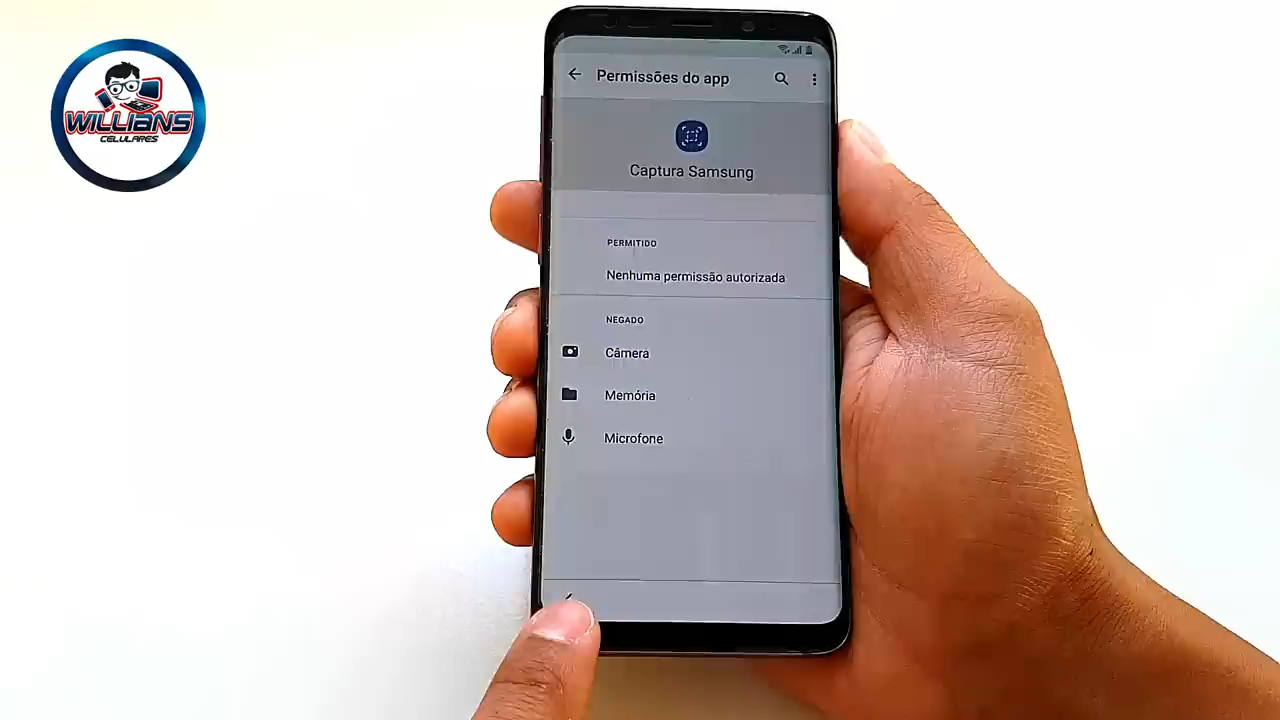 WILLIANS
CELULARES
Permissões do app
Captura Samsung
PERMITIDO
Nenhuma permissão autorizada
NEGADO
Câmera
Memória
Microfone